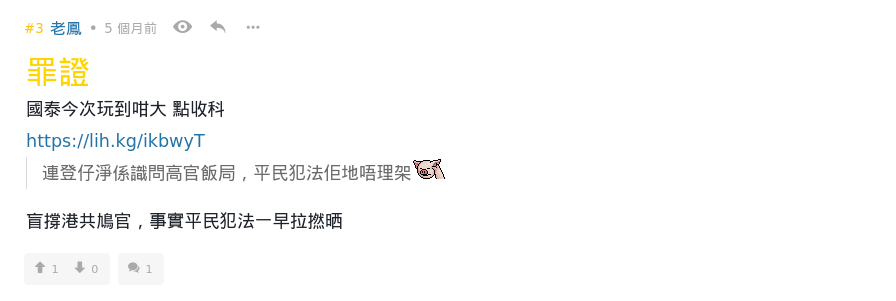 #3 老鳳 • 5 個月前
罪證
國泰今次玩到咁大 點收科
https://lih.kg/ikbwyT
連登仔淨係識問高官飯局，平民犯法佢地唔理架
盲撐港共鳩官，事實平民犯法一早拉撚晒
1 0 1